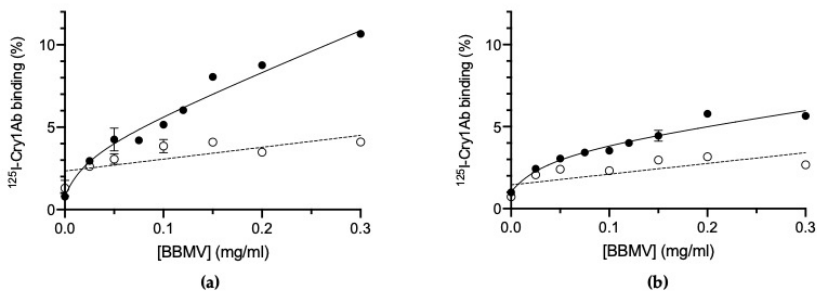 ¹²⁵I-Cry1Ab binding (%)
10
5
0
0.0 0.1 0.2 0.3
[BBMV] (mg/ml)
(a)
¹²⁵I-Cry1Ab binding (%)
10
5
0
0.0 0.1 0.2 0.3
[BBMV] (mg/ml)
(b)